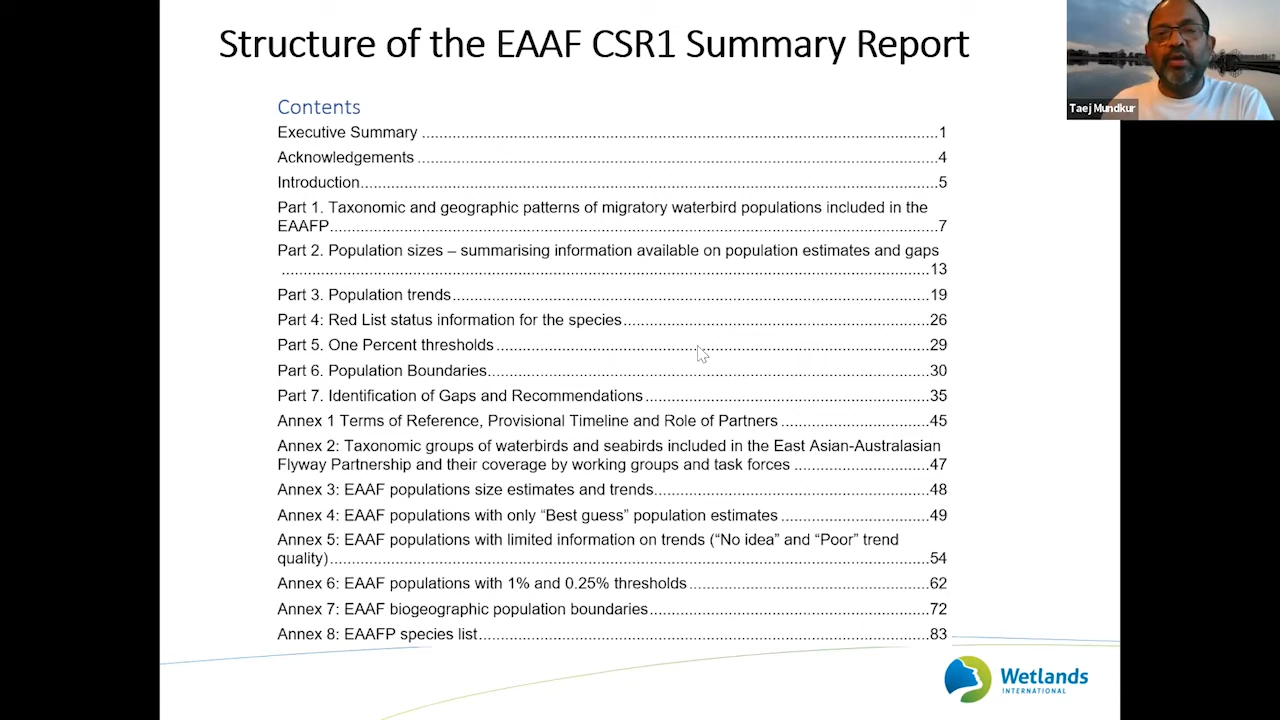 Structure of the EAAF CSR1 Summary Report
Taej Mundkur
Contents
Executive Summary ........ 1
Acknowledgements ........ 4
Introduction ........ 5
Part 1. Taxonomic and geographic patterns of migratory waterbird populations included in the
EAAFP ........ 7
Part 2. Population sizes – summarising information available on population estimates and gaps
........ 13
Part 3. Population trends ........ 19
Part 4: Red List status information for the species ........ 26
Part 5. One Percent thresholds ........ 29
Part 6. Population Boundaries ........ 30
Part 7. Identification of Gaps and Recommendations ........ 35
Annex 1 Terms of Reference, Provisional Timeline and Role of Partners ........ 45
Annex 2: Taxonomic groups of waterbirds and seabirds included in the East Asian-Australasian
Flyway Partnership and their coverage by working groups and task forces ........ 47
Annex 3: EAAF populations size estimates and trends ........ 48
Annex 4: EAAF populations with only “Best guess” population estimates ........ 49
Annex 5: EAAF populations with limited information on trends (“No idea” and “Poor” trend
quality) ........ 54
Annex 6: EAAF populations with 1% and 0.25% thresholds ........ 62
Annex 7: EAAF biogeographic population boundaries ........ 72
Annex 8: EAAFP species list ........ 83
Wetlands
INTERNATIONAL